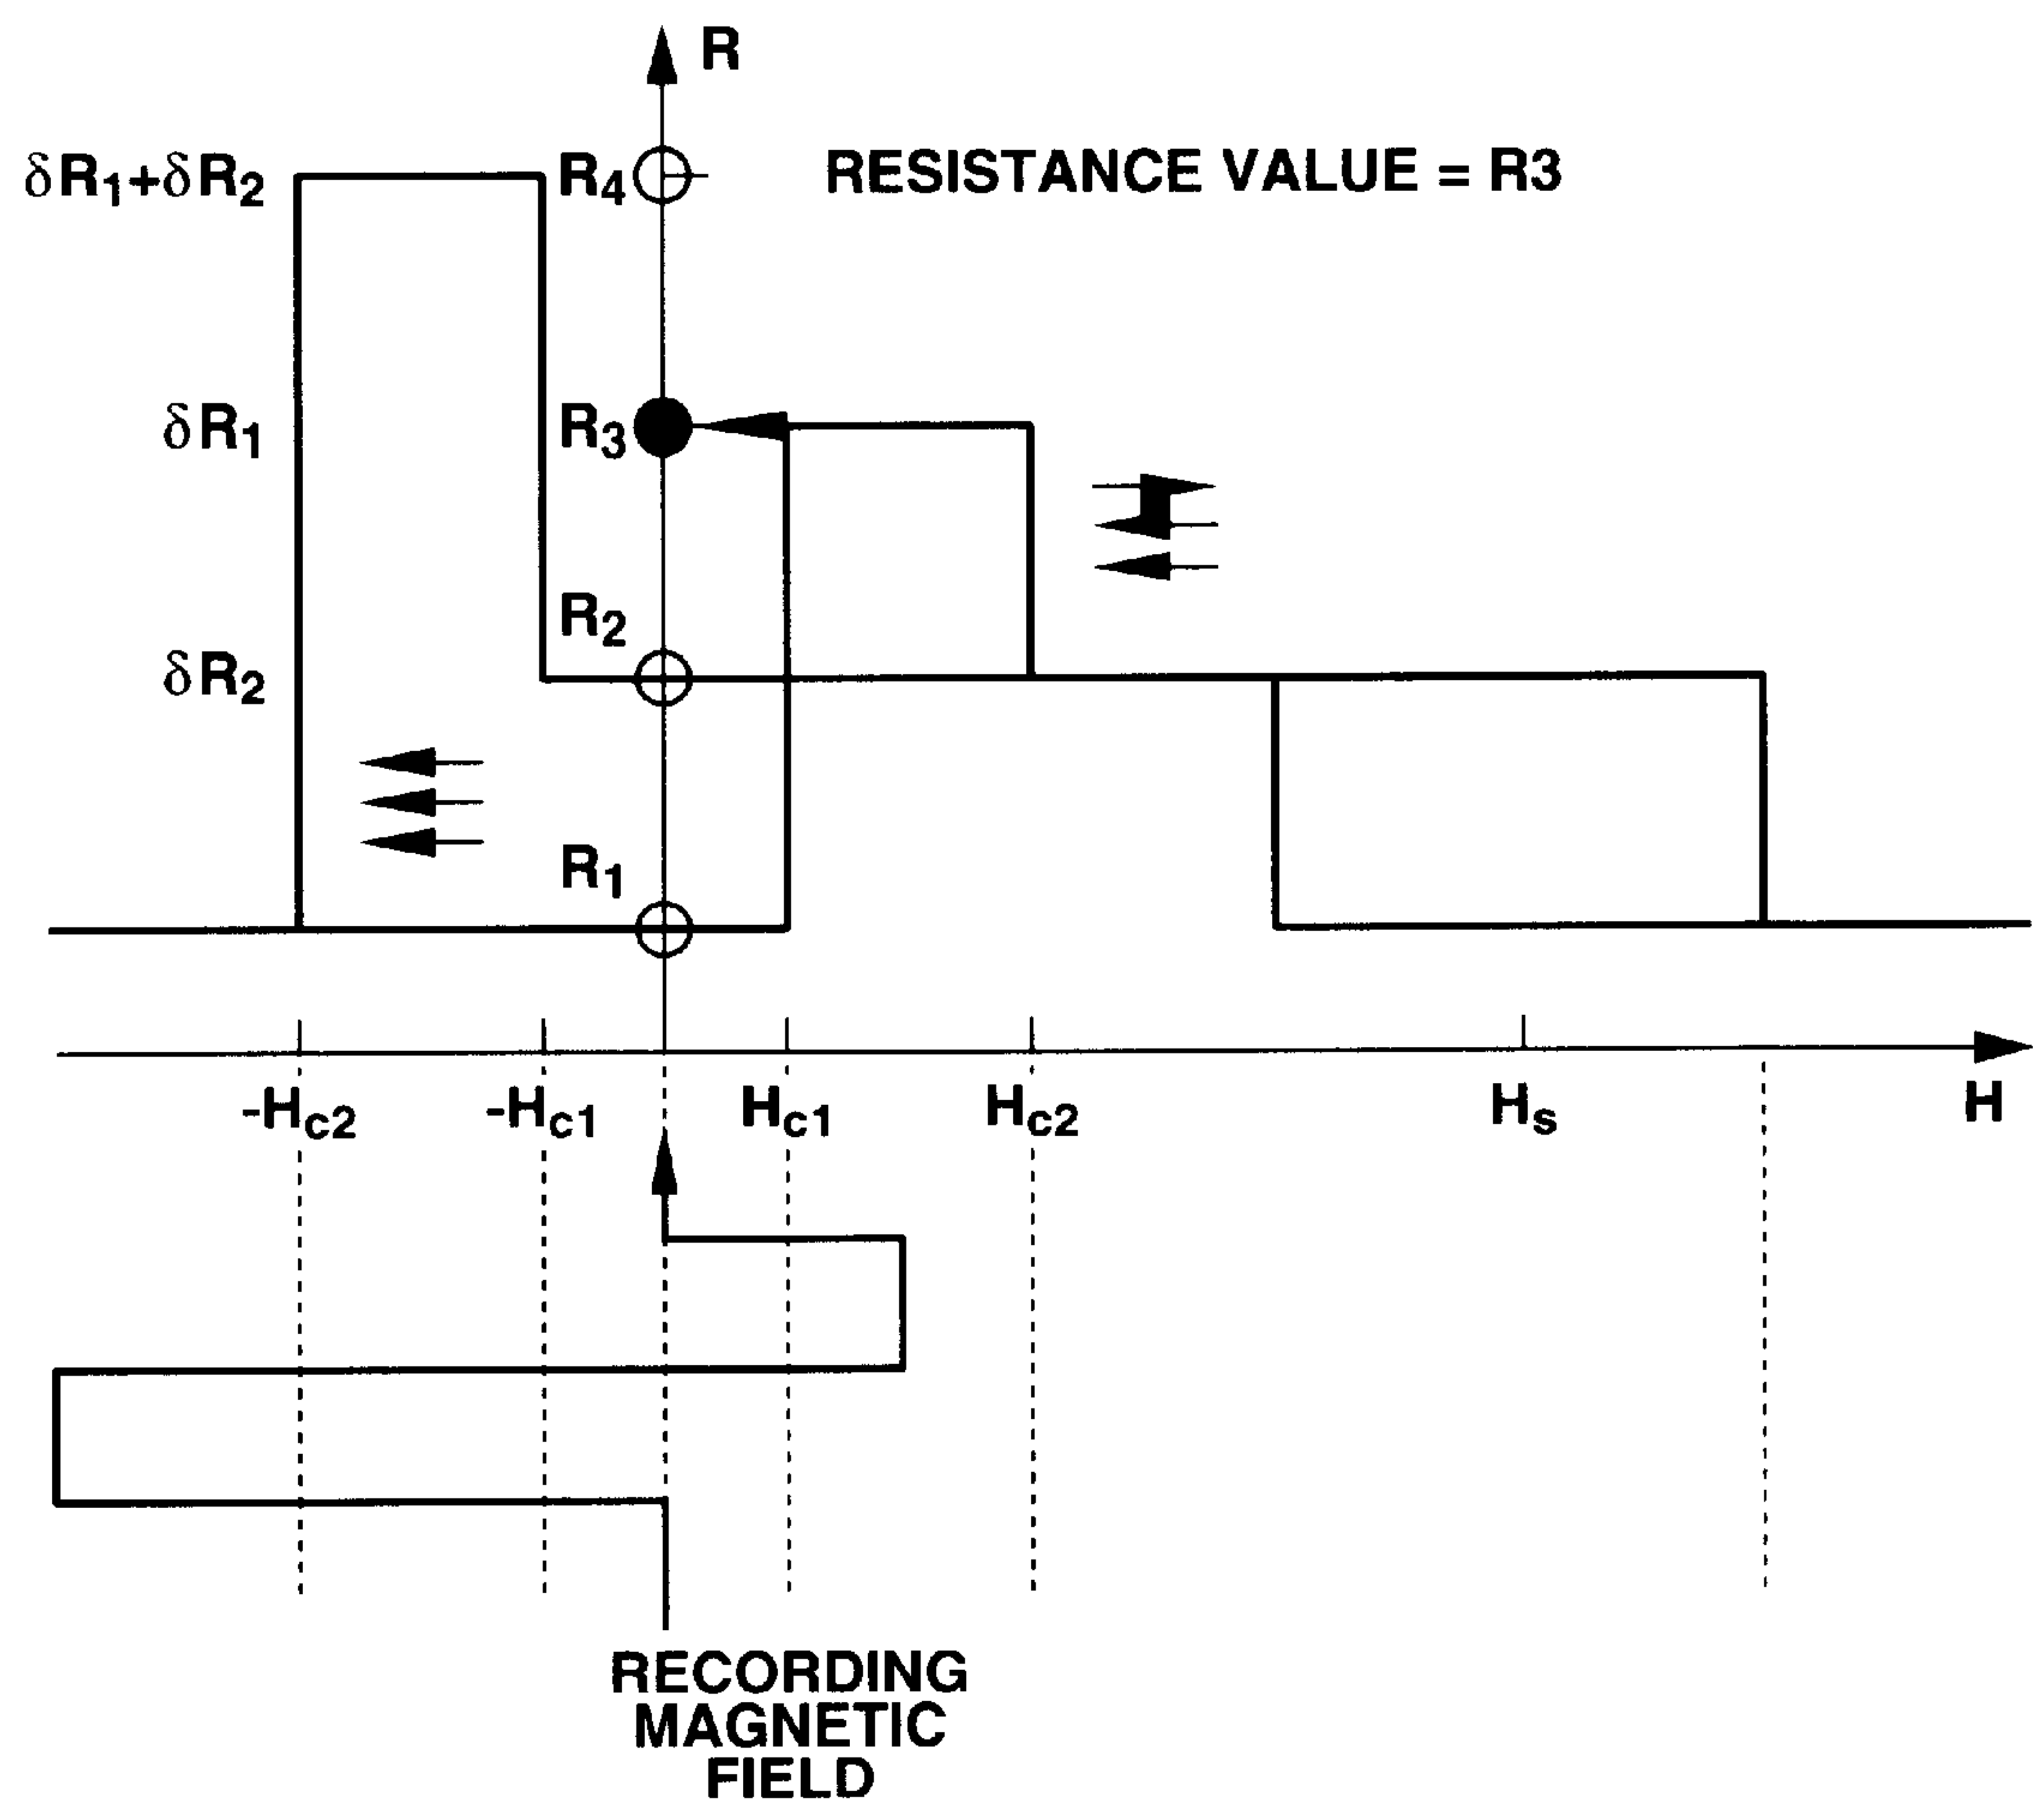 R
δR1+δR2
R4
RESISTANCE VALUE = R3
δR1
R3
R2
δR2
R1
-Hc2
-Hc1
Hc1
Hc2
Hs
H
RECORDING
MAGNETIC
FIELD